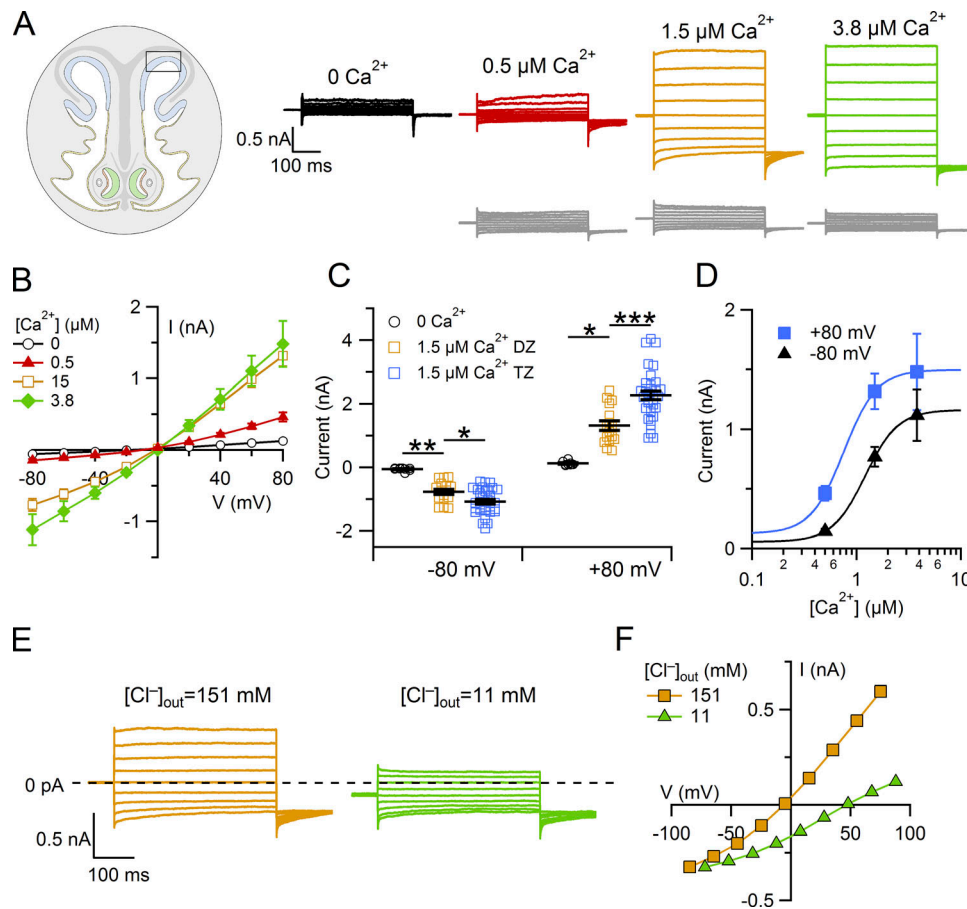 A
0 Ca²⁺
0.5 µM Ca²⁺
1.5 µM Ca²⁺
3.8 µM Ca²⁺
0.5 nA
100 ms
B
[Ca²⁺] (µM)
0
0.5
15
3.8
I (nA)
2
1
-80
-40
40
80
V (mV)
-1
C
0 Ca²⁺
1.5 µM Ca²⁺ DZ
1.5 µM Ca²⁺ TZ
* ***
** *
Current (nA)
4
2
0
-2
-80 mV
+80 mV
D
+80 mV
-80 mV
Current (nA)
2
1
0
0.1 2 4 6 1 2 4 6 10
[Ca²⁺] (µM)
E
[Cl⁻]out=151 mM
[Cl⁻]out=11 mM
0 pA
0.5 nA
100 ms
F
[Cl⁻]out (mM)
151
11
I (nA)
0.5
V (mV)
-100 -50 50 100
-0.5